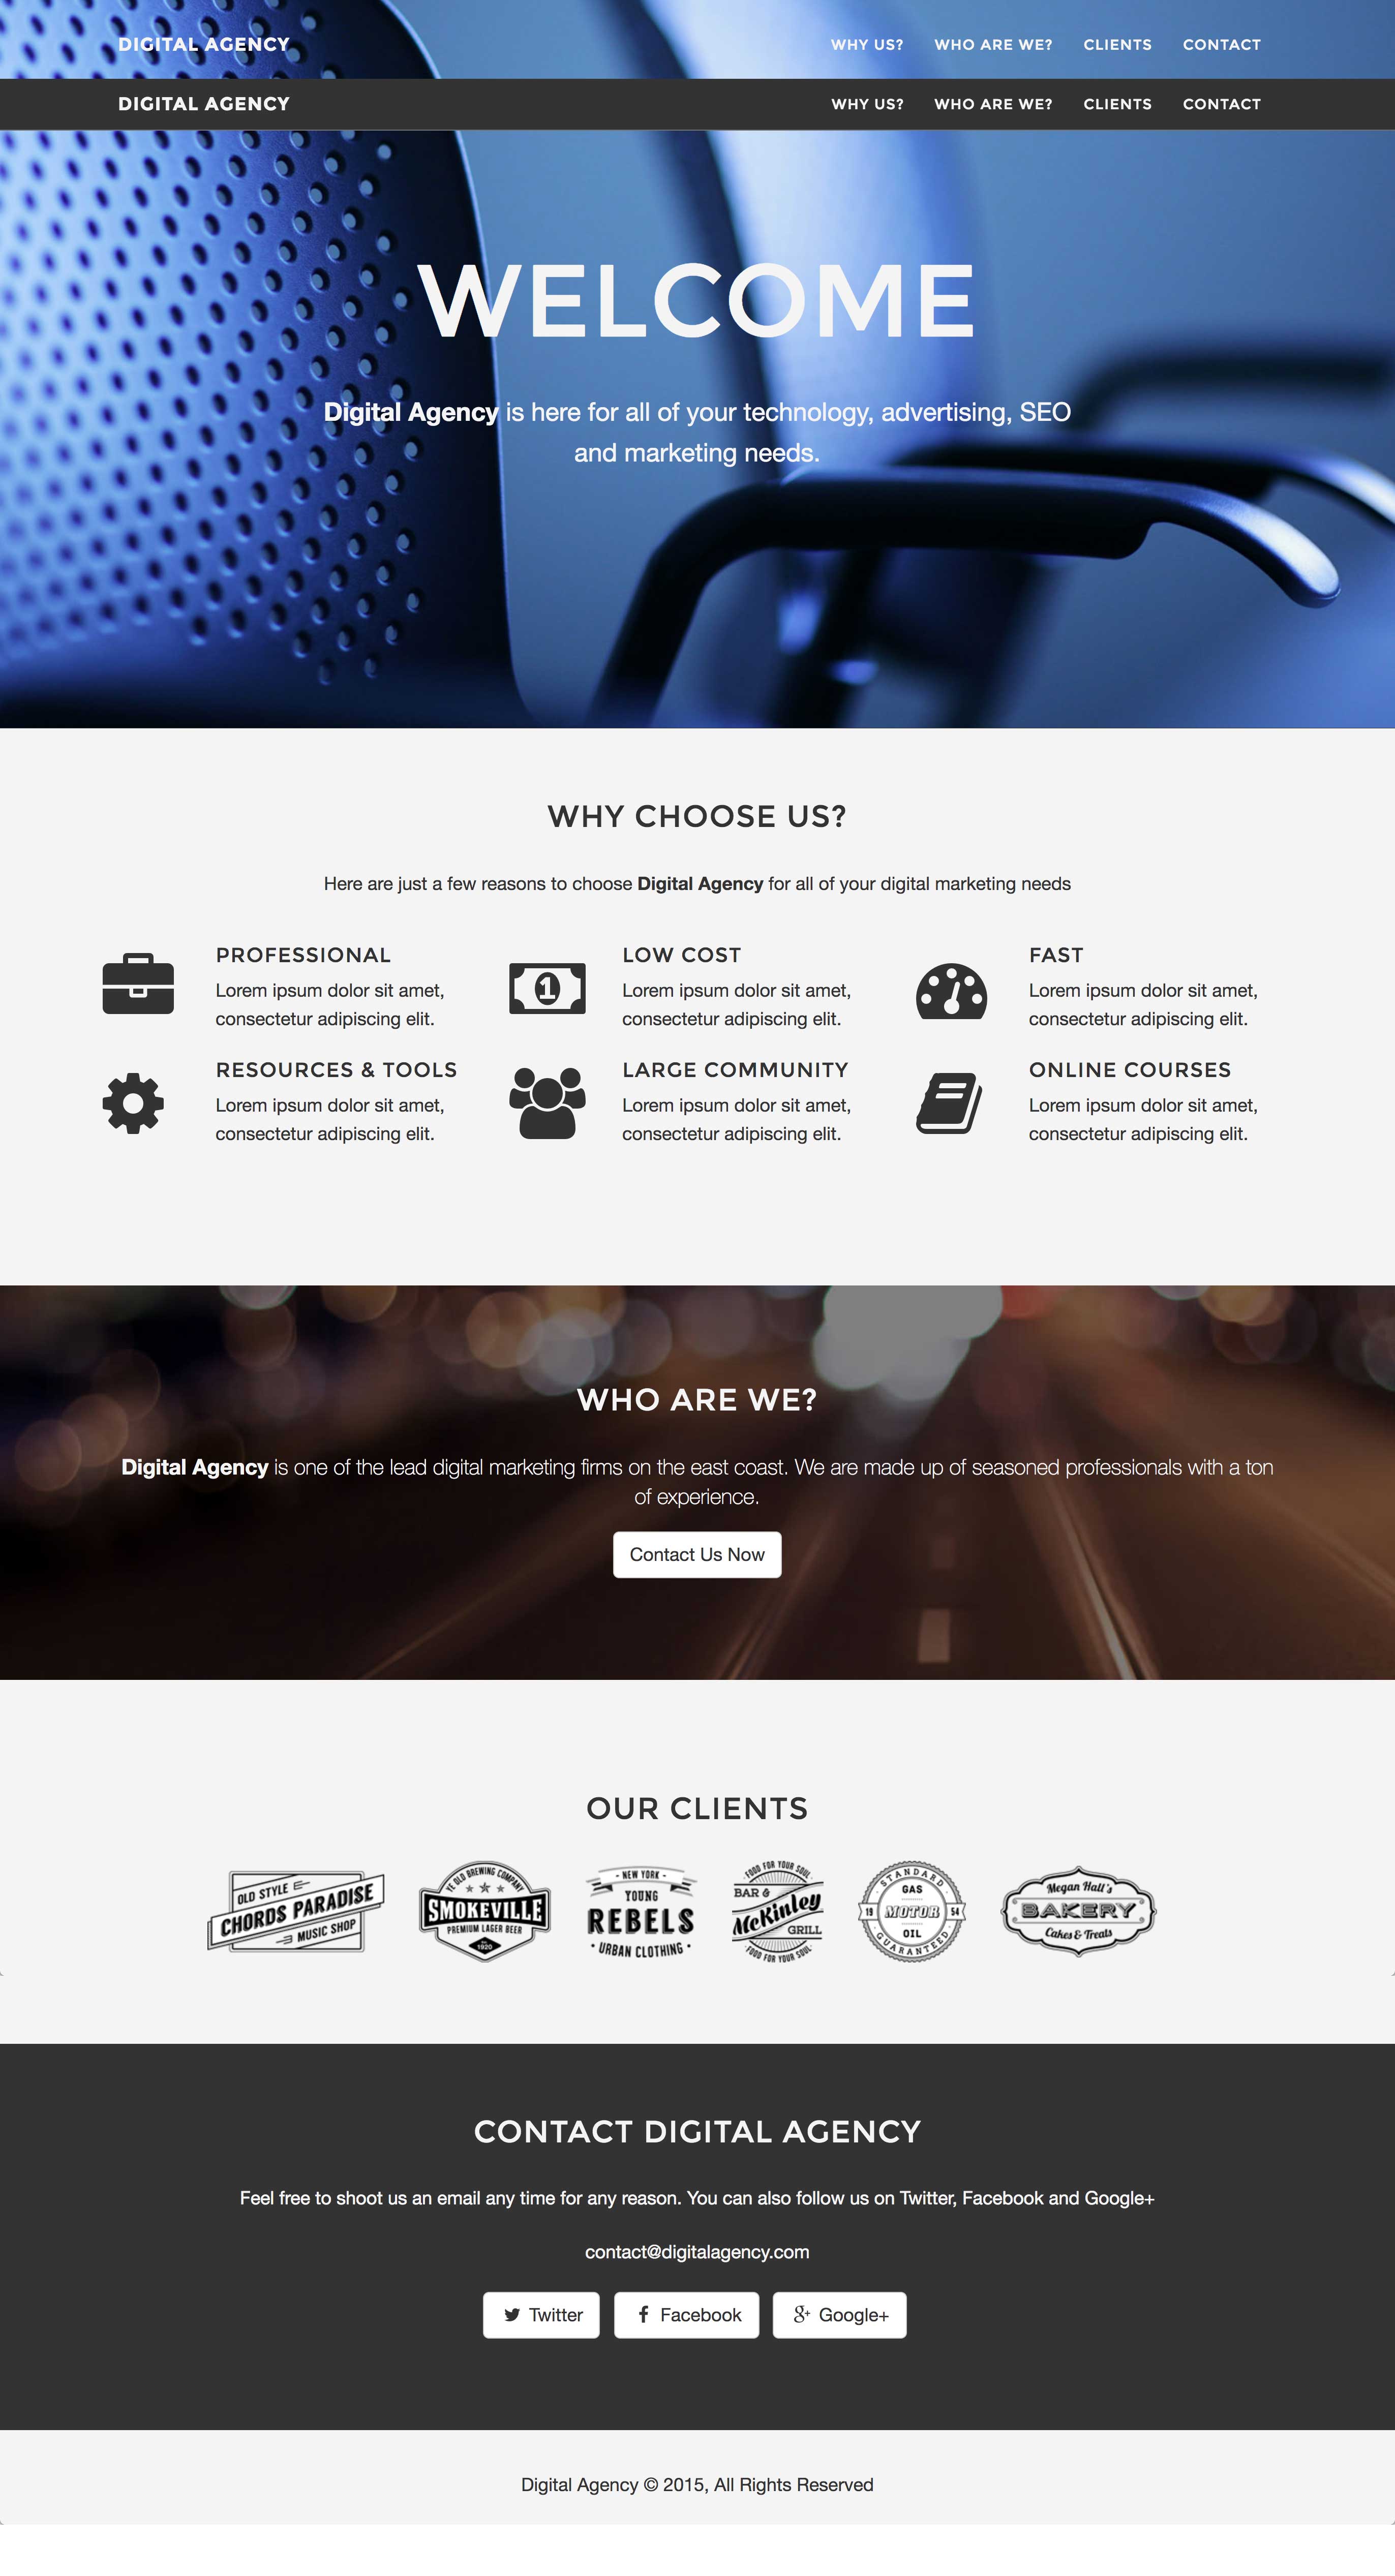 DIGITAL AGENCY WHY US? WHO ARE WE? CLIENTS CONTACT
DIGITAL AGENCY WHY US? WHO ARE WE? CLIENTS CONTACT
WELCOME
Digital Agency is here for all of your technology, advertising, SEO
and marketing needs.
WHY CHOOSE US?
Here are just a few reasons to choose Digital Agency for all of your digital marketing needs
PROFESSIONAL
Lorem ipsum dolor sit amet,
consectetur adipiscing elit.
1
LOW COST
Lorem ipsum dolor sit amet,
consectetur adipiscing elit.
FAST
Lorem ipsum dolor sit amet,
consectetur adipiscing elit.
RESOURCES & TOOLS
Lorem ipsum dolor sit amet,
consectetur adipiscing elit.
LARGE COMMUNITY
Lorem ipsum dolor sit amet,
consectetur adipiscing elit.
ONLINE COURSES
Lorem ipsum dolor sit amet,
consectetur adipiscing elit.
WHO ARE WE?
Digital Agency is one of the lead digital marketing firms on the east coast. We are made up of seasoned professionals with a ton
of experience.
Contact Us Now
OUR CLIENTS
OLD STYLE
CHORDS PARADISE
MUSIC SHOP
YE OLD BREWING COMPANY
SMOKEVILLE
PREMIUM LAGER BEER
EST
1920
- NEW YORK -
YOUNG
REBELS
• URBAN CLOTHING •
FOOD FOR YOUR SOUL
BAR &
McKinley
GRILL
FOOD FOR YOUR SOUL
STANDARD
GAS
19 MOTOR 54
OIL
GUARANTEED
Megan Hall's
BAKERY
Cakes & Treats
CONTACT DIGITAL AGENCY
Feel free to shoot us an email any time for any reason. You can also follow us on Twitter, Facebook and Google+
contact@digitalagency.com
Twitter
f Facebook
g+ Google+
Digital Agency © 2015, All Rights Reserved